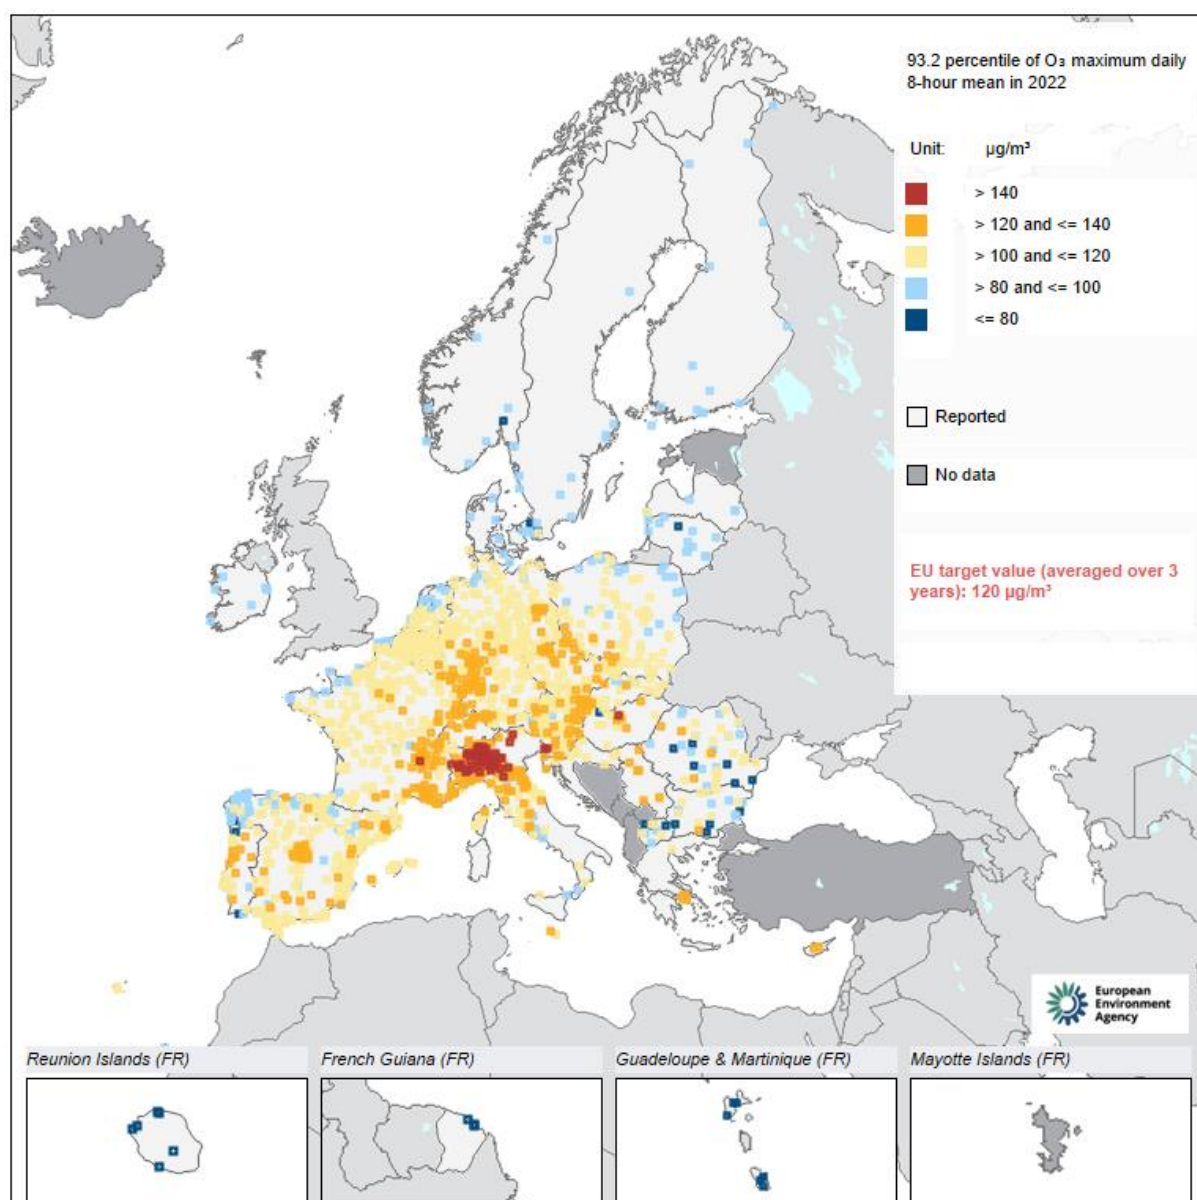 93.2 percentile of O₃ maximum daily
8-hour mean in 2022
Unit: µg/m³
> 140
> 120 and <= 140
> 100 and <= 120
> 80 and <= 100
<= 80
Reported
No data
EU target value (averaged over 3
years): 120 µg/m³
European
Environment
Agency
Reunion Islands (FR)
French Guiana (FR)
Guadeloupe & Martinique (FR)
Mayotte Islands (FR)